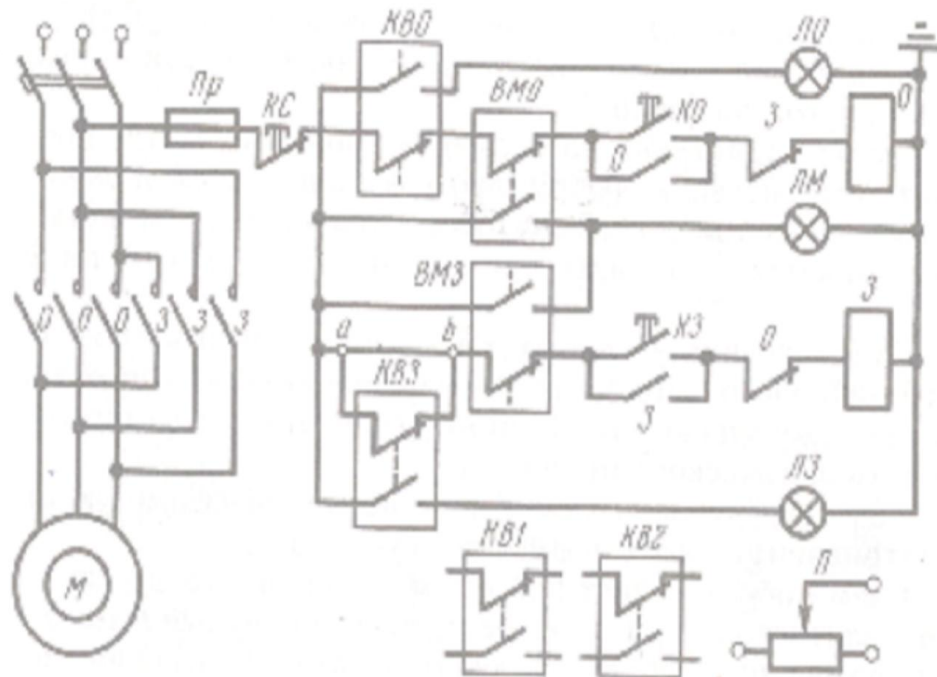 КВО ЛО
Пр КС ВМО КО З О
О
ЛМ
ВМЗ З
О О О З З З a b КЗ О
КВЗ
З
ЛЗ
КВ1 КВ2 П
М